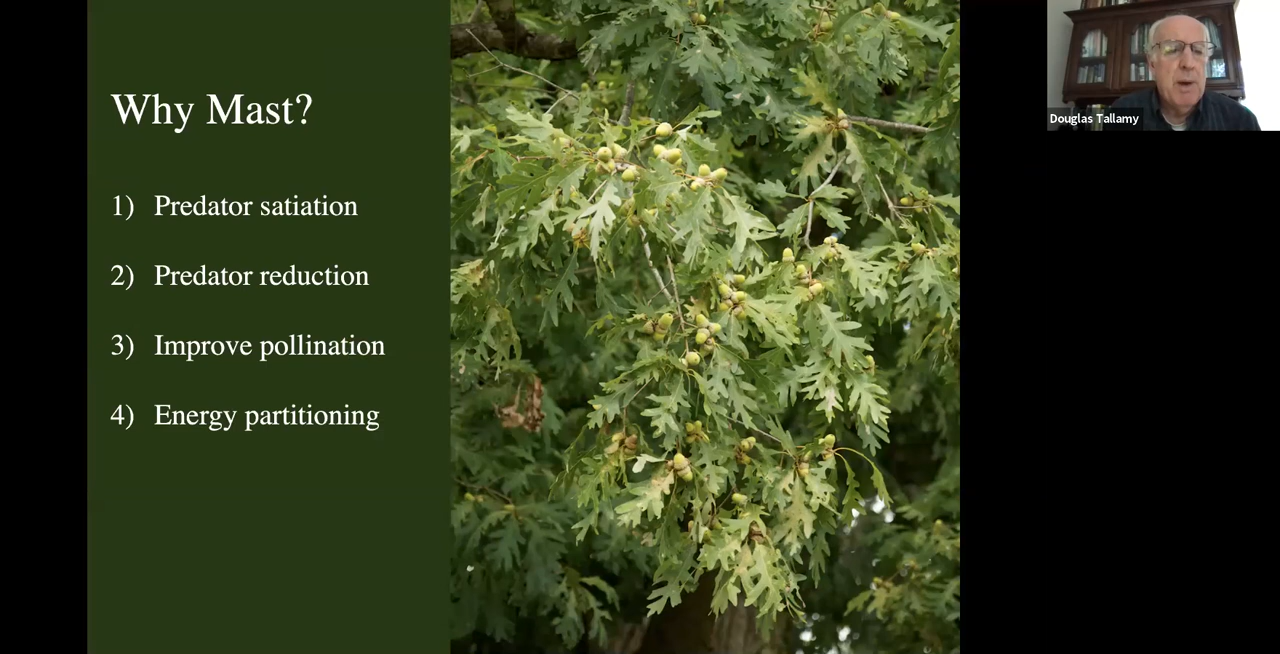 Why Mast?
1) Predator satiation
2) Predator reduction
3) Improve pollination
4) Energy partitioning
Douglas Tallamy